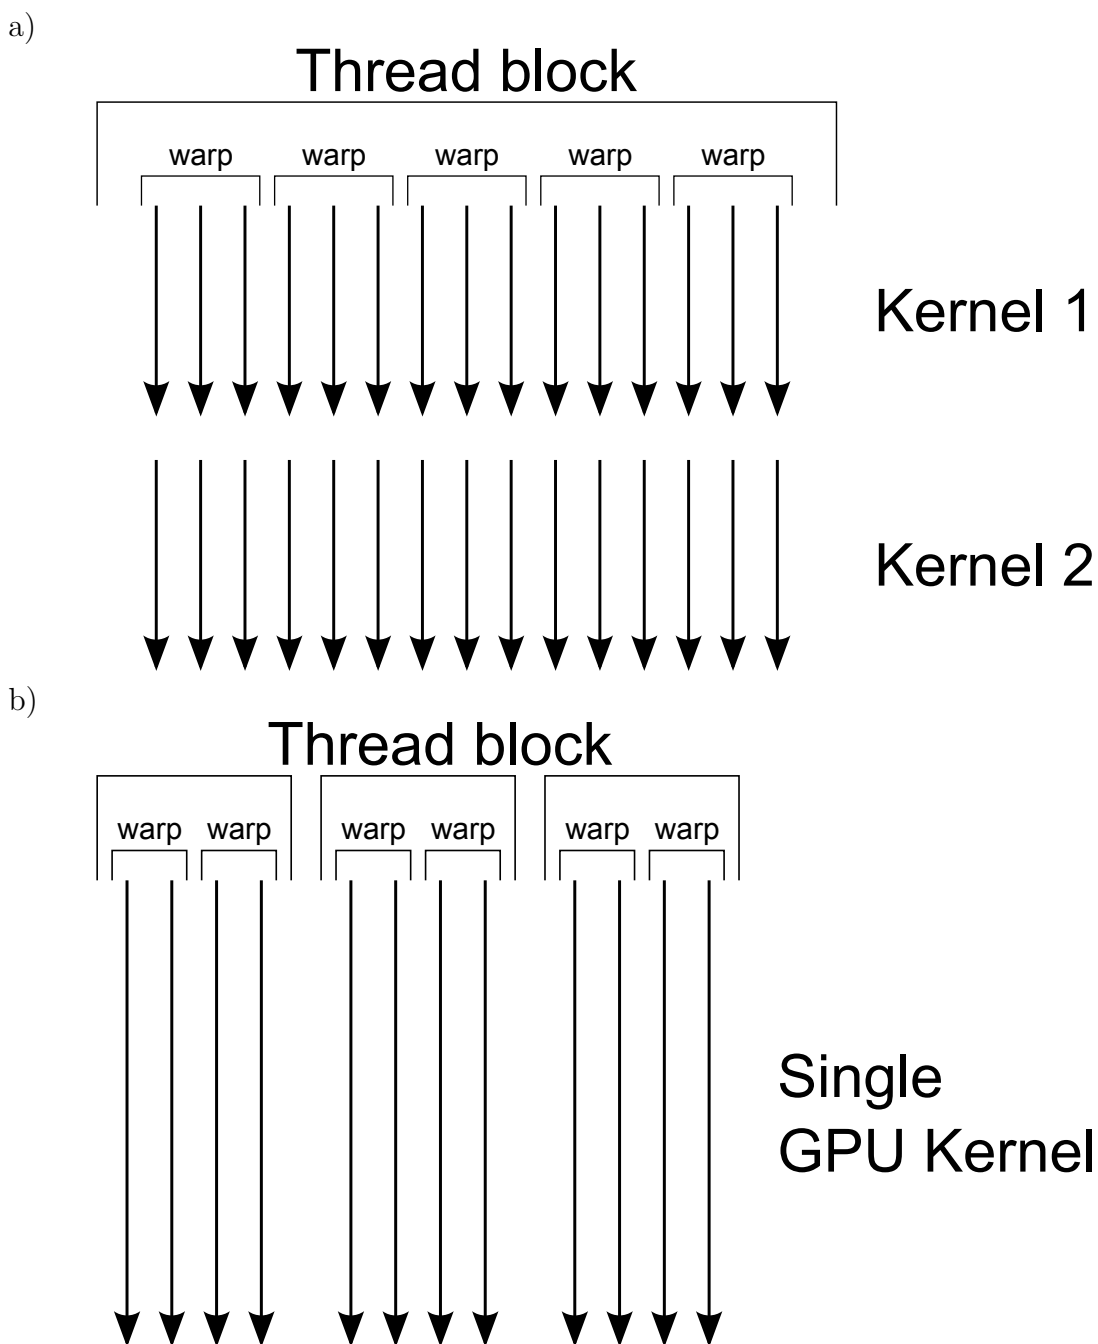 a)
Thread block
warp warp warp warp warp
Kernel 1
Kernel 2
b)
Thread block
warp warp warp warp warp warp
Single
GPU Kernel